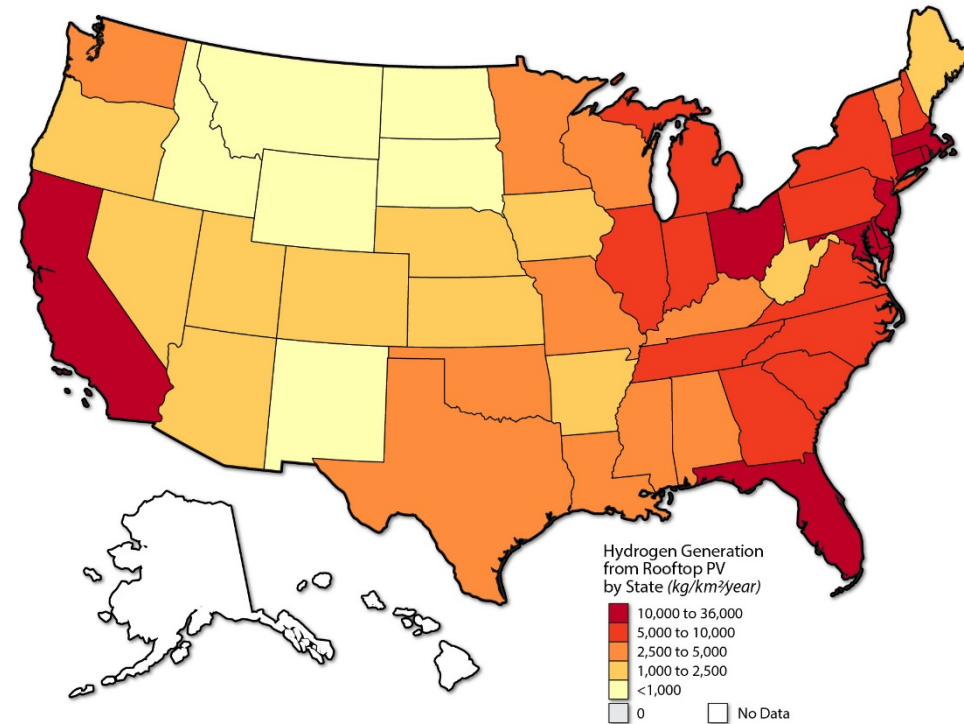 Hydrogen Generation
from Rooftop PV
by State (kg/km²/year)
10,000 to 36,000
5,000 to 10,000
2,500 to 5,000
1,000 to 2,500
<1,000
0 No Data